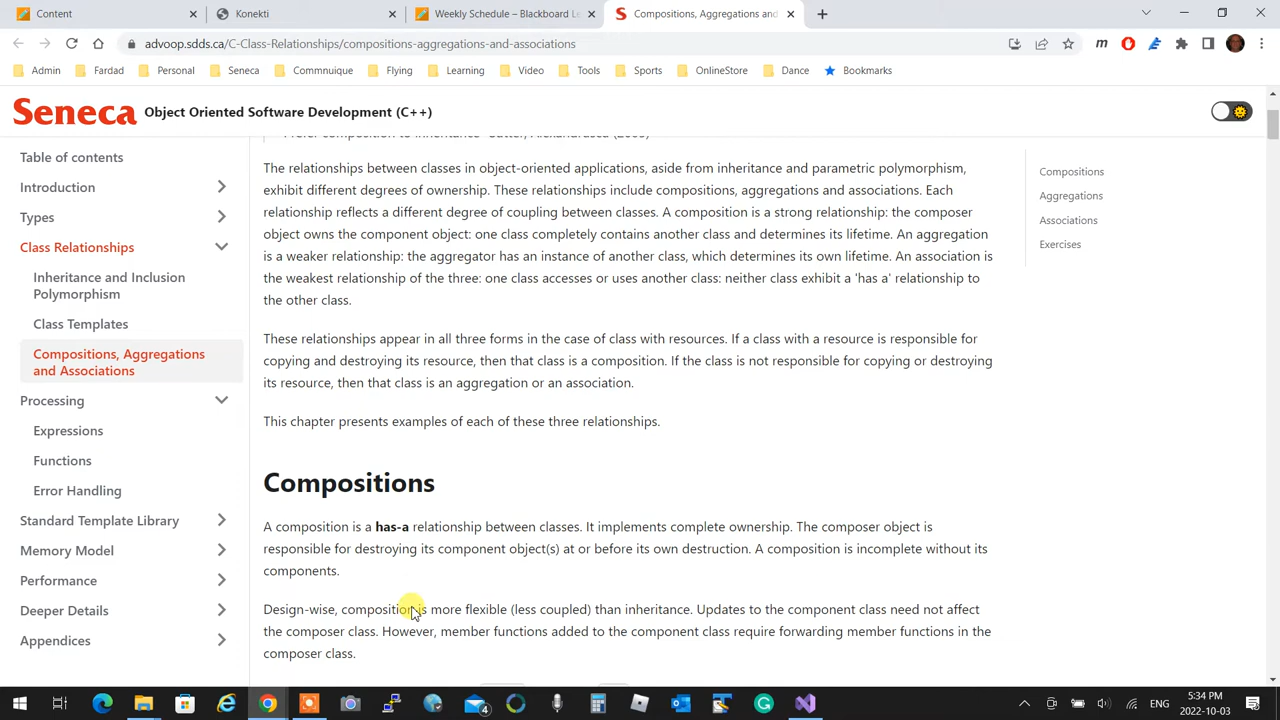 Content
Konekti
Weekly Schedule – Blackboard Le
Compositions, Aggregations and
advoop.sdds.ca/C-Class-Relationships/compositions-aggregations-and-associations
Admin
Fardad
Personal
Seneca
Commnuique
Flying
Learning
Video
Tools
Sports
OnlineStore
Dance
Bookmarks
Seneca
Object Oriented Software Development (C++)
Table of contents
Introduction
Types
Class Relationships
Inheritance and Inclusion
Polymorphism
Class Templates
Compositions, Aggregations
and Associations
Processing
Expressions
Functions
Error Handling
Standard Template Library
Memory Model
Performance
Deeper Details
Appendices
The relationships between classes in object-oriented applications, aside from inheritance and parametric polymorphism,
exhibit different degrees of ownership. These relationships include compositions, aggregations and associations. Each
relationship reflects a different degree of coupling between classes. A composition is a strong relationship: the composer
object owns the component object: one class completely contains another class and determines its lifetime. An aggregation
is a weaker relationship: the aggregator has an instance of another class, which determines its own lifetime. An association is
the weakest relationship of the three: one class accesses or uses another class: neither class exhibit a 'has a' relationship to
the other class.
These relationships appear in all three forms in the case of class with resources. If a class with a resource is responsible for
copying and destroying its resource, then that class is a composition. If the class is not responsible for copying or destroying
its resource, then that class is an aggregation or an association.
This chapter presents examples of each of these three relationships.
Compositions
A composition is a has-a relationship between classes. It implements complete ownership. The composer object is
responsible for destroying its component object(s) at or before its own destruction. A composition is incomplete without its
components.
Design-wise, composition is more flexible (less coupled) than inheritance. Updates to the component class need not affect
the composer class. However, member functions added to the component class require forwarding member functions in the
composer class.
Compositions
Aggregations
Associations
Exercises
4
ENG
5:34 PM
2022-10-03